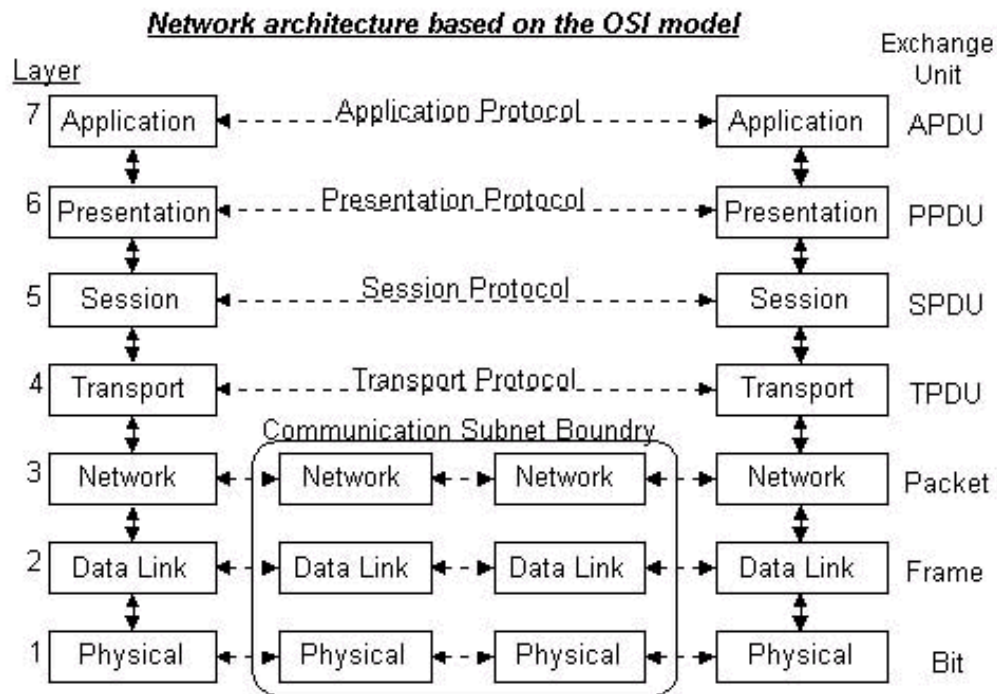 Network architecture based on the OSI model
Exchange
Unit
Layer
7 Application Application Protocol Application APDU
6 Presentation Presentation Protocol Presentation PPDU
5 Session Session Protocol Session SPDU
4 Transport Transport Protocol Transport TPDU
Communication Subnet Boundry
3 Network Network Network Network Packet
2 Data Link Data Link Data Link Data Link Frame
1 Physical Physical Physical Physical Bit